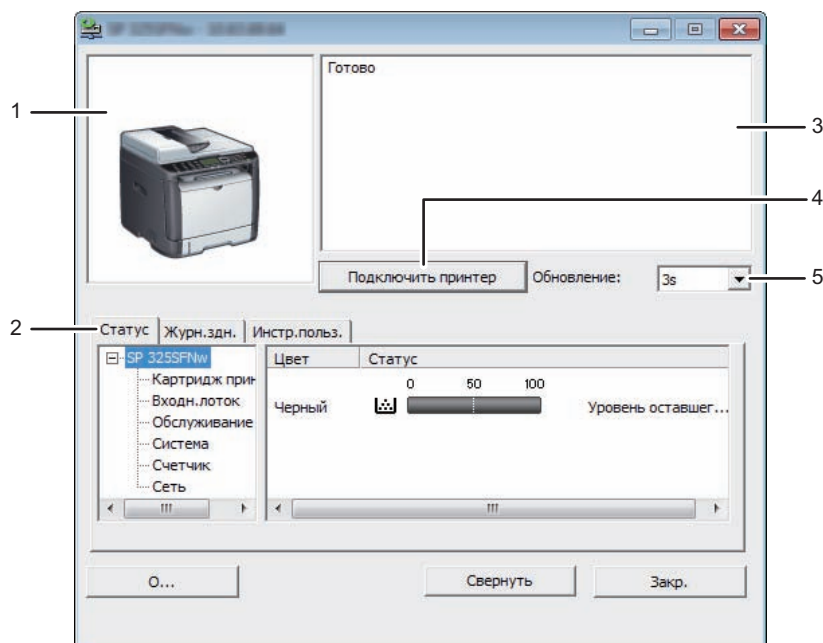 Готово
1
3
4
Подключить принтер
Обновление:
3s
5
2
Статус
Журн.здн.
Инстр.польз.
SP 325SFNw
Картридж прин
Входн.лоток
Обслуживание
Система
Счетчик
Сеть
Цвет
Статус
0 50 100
Черный
Уровень оставшег...
О...
Свернуть
Закр.